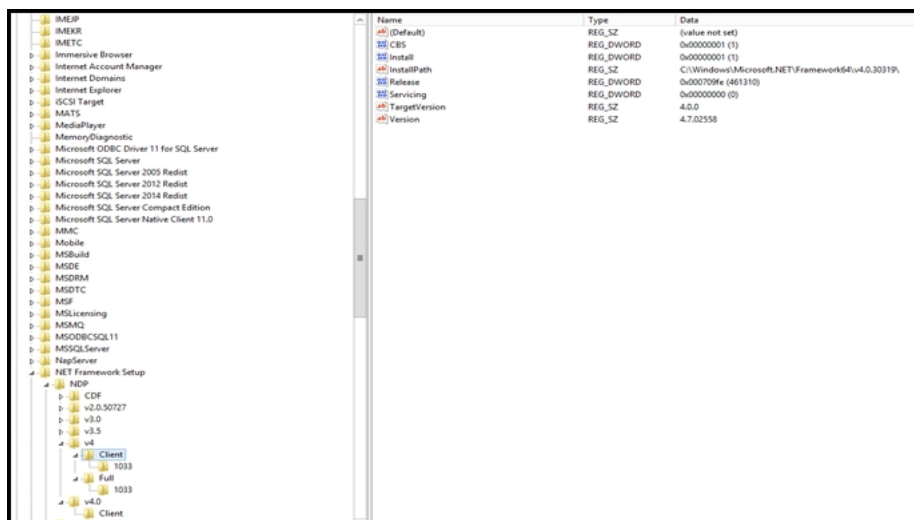 IMEJP
IMEKR
IMETC
Immersive Browser
Internet Account Manager
Internet Domains
Internet Explorer
iSCSI Target
MATS
MediaPlayer
MemoryDiagnostic
Microsoft ODBC Driver 11 for SQL Server
Microsoft SQL Server
Microsoft SQL Server 2005 Redist
Microsoft SQL Server 2012 Redist
Microsoft SQL Server 2014 Redist
Microsoft SQL Server Compact Edition
Microsoft SQL Server Native Client 11.0
MMC
Mobile
MSBuild
MSDE
MSDRM
MSDTC
MSF
MSLicensing
MSMQ
MSODBCSQL11
MSSQLServer
NapServer
NET Framework Setup
NDP
CDF
v2.0.50727
v3.0
v3.5
v4
Client
1033
Full
1033
v4.0
Client
Name Type Data
(Default) REG_SZ (value not set)
CBS REG_DWORD 0x00000001 (1)
Install REG_DWORD 0x00000001 (1)
InstallPath REG_SZ C:\Windows\Microsoft.NET\Framework64\v4.0.30319\
Release REG_DWORD 0x000709fe (461310)
Servicing REG_DWORD 0x00000000 (0)
TargetVersion REG_SZ 4.0.0
Version REG_SZ 4.7.02558